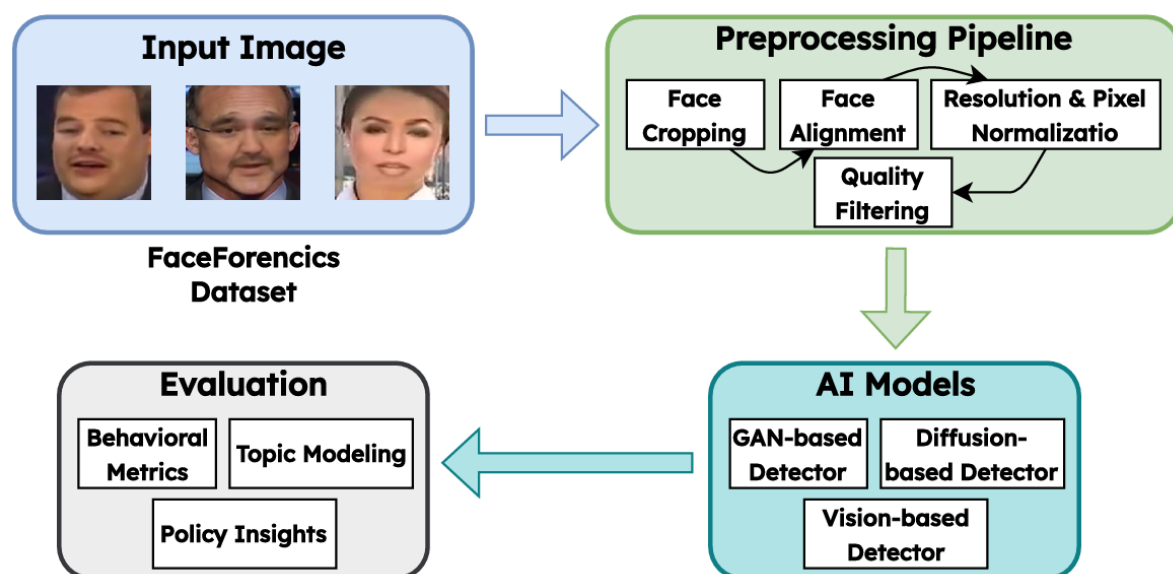 Input Image
FaceForencics
Dataset
Preprocessing Pipeline
Face
Cropping
Face
Alignment
Resolution & Pixel
Normalizatio
Quality
Filtering
AI Models
GAN-based
Detector
Diffusion-
based Detector
Vision-based
Detector
Evaluation
Behavioral
Metrics
Topic Modeling
Policy Insights